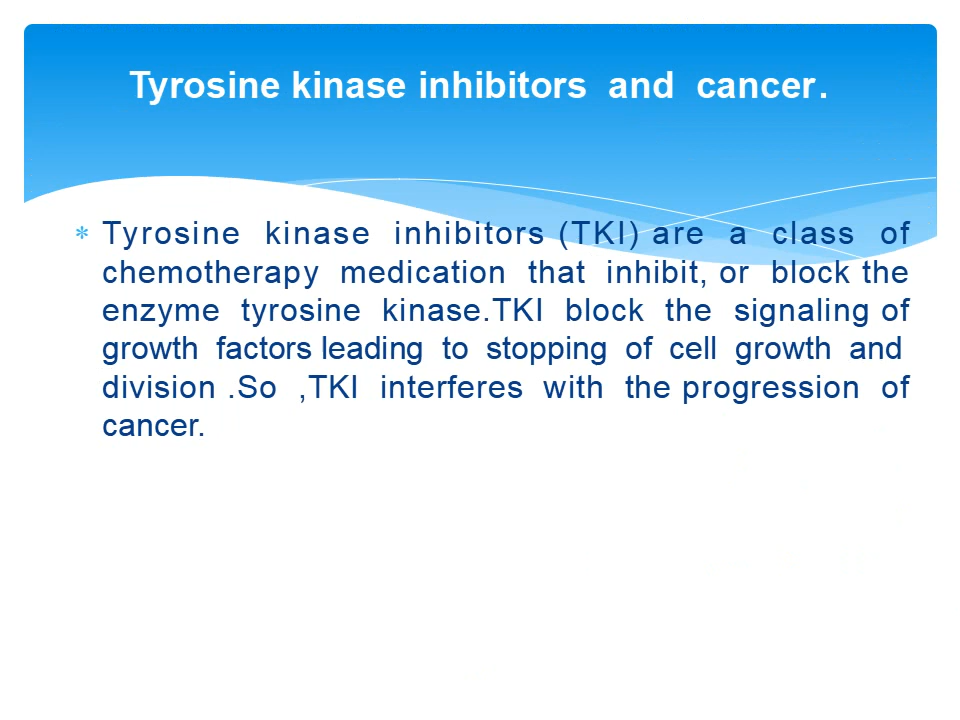 Tyrosine kinase inhibitors and cancer.
* Tyrosine kinase inhibitors (TKI) are a class of
chemotherapy medication that inhibit, or block the
enzyme tyrosine kinase.TKI block the signaling of
growth factors leading to stopping of cell growth and
division .So ,TKI interferes with the progression of
cancer.